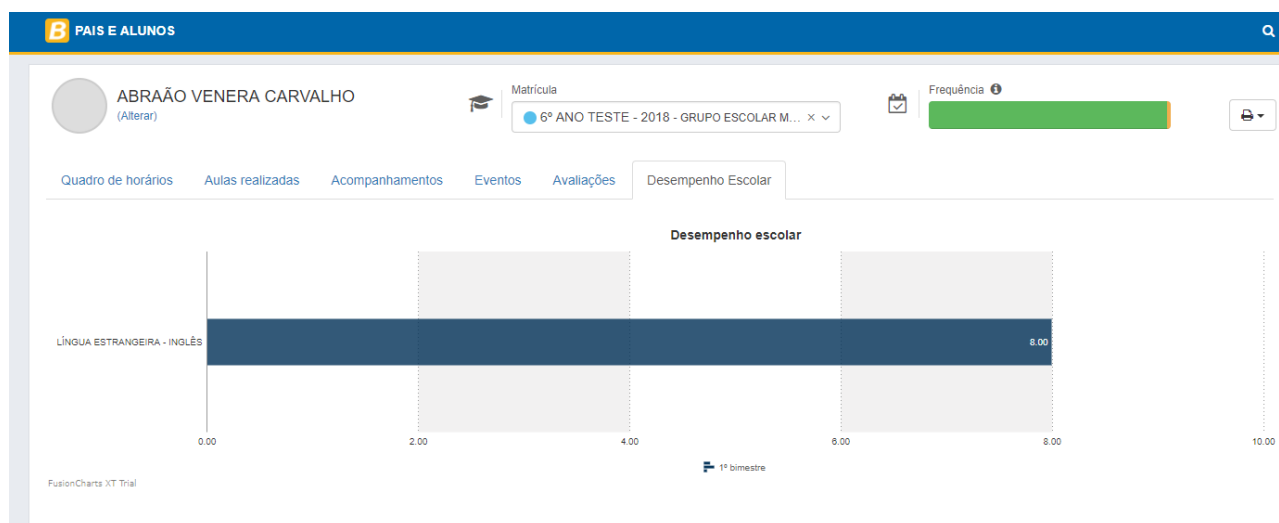 B PAIS E ALUNOS
ABRAÃO VENERA CARVALHO
(Alterar)
Matrícula
6º ANO TESTE - 2018 - GRUPO ESCOLAR M...
Frequência
Quadro de horários Aulas realizadas Acompanhamentos Eventos Avaliações Desempenho Escolar
Desempenho escolar
LÍNGUA ESTRANGEIRA - INGLÊS
8.00
0.00 2.00 4.00 6.00 8.00 10.00
1º bimestre
FusionCharts XT Trial